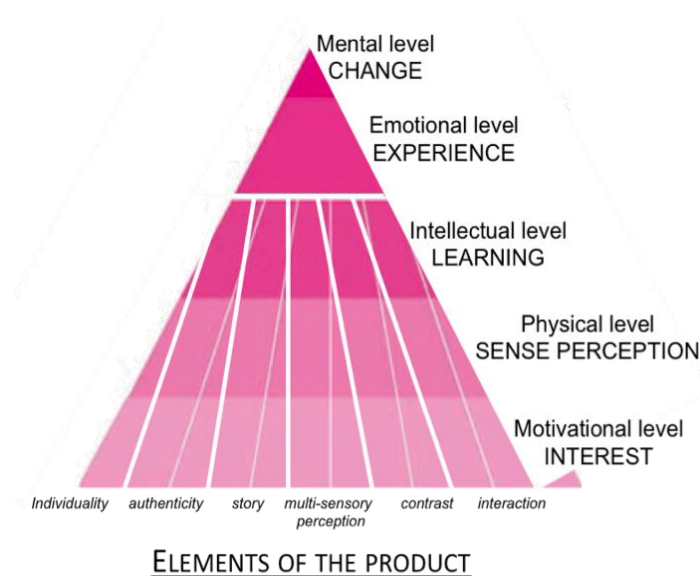 Mental level
CHANGE
Emotional level
EXPERIENCE
Intellectual level
LEARNING
Physical level
SENSE PERCEPTION
Motivational level
INTEREST
Individuality authenticity story multi-sensory contrast interaction
perception
ELEMENTS OF THE PRODUCT